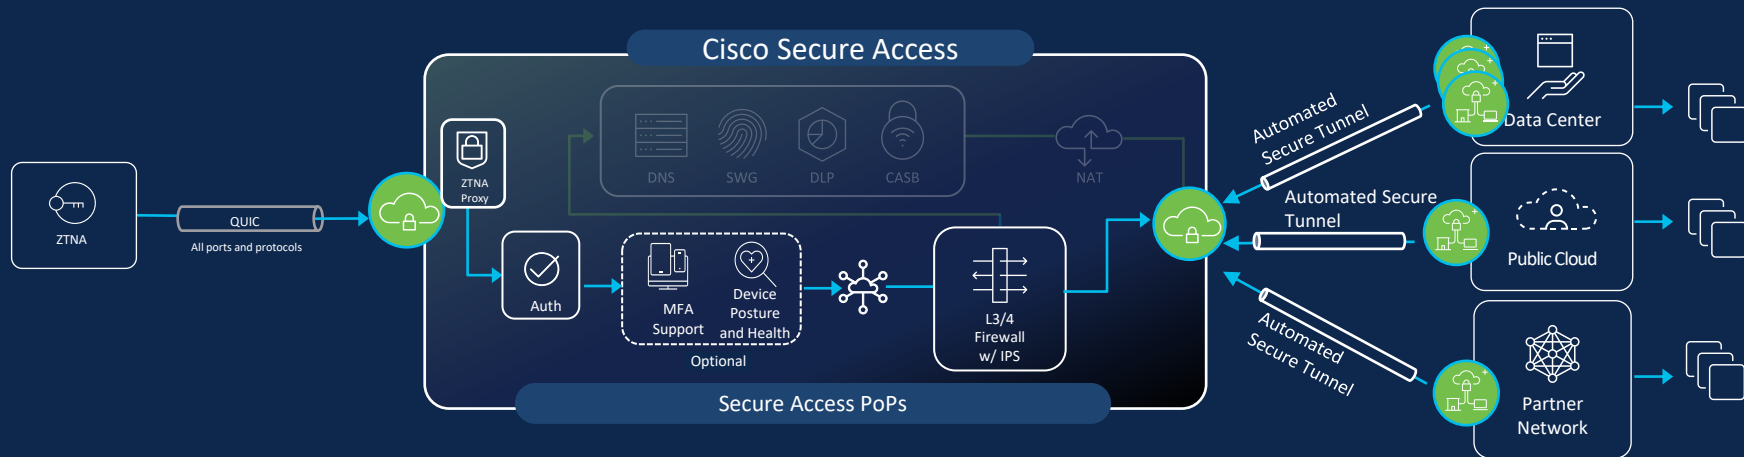 Cisco Secure Access
ZTNA
QUIC
All ports and protocols
ZTNA
Proxy
DNS
SWG
DLP
CASB
NAT
Auth
MFA
Support
Device
Posture
and Health
Optional
L3/4
Firewall
w/ IPS
Secure Access PoPs
Automated
Secure Tunnel
Automated Secure
Tunnel
Automated
Secure Tunnel
Data Center
Public Cloud
Partner
Network